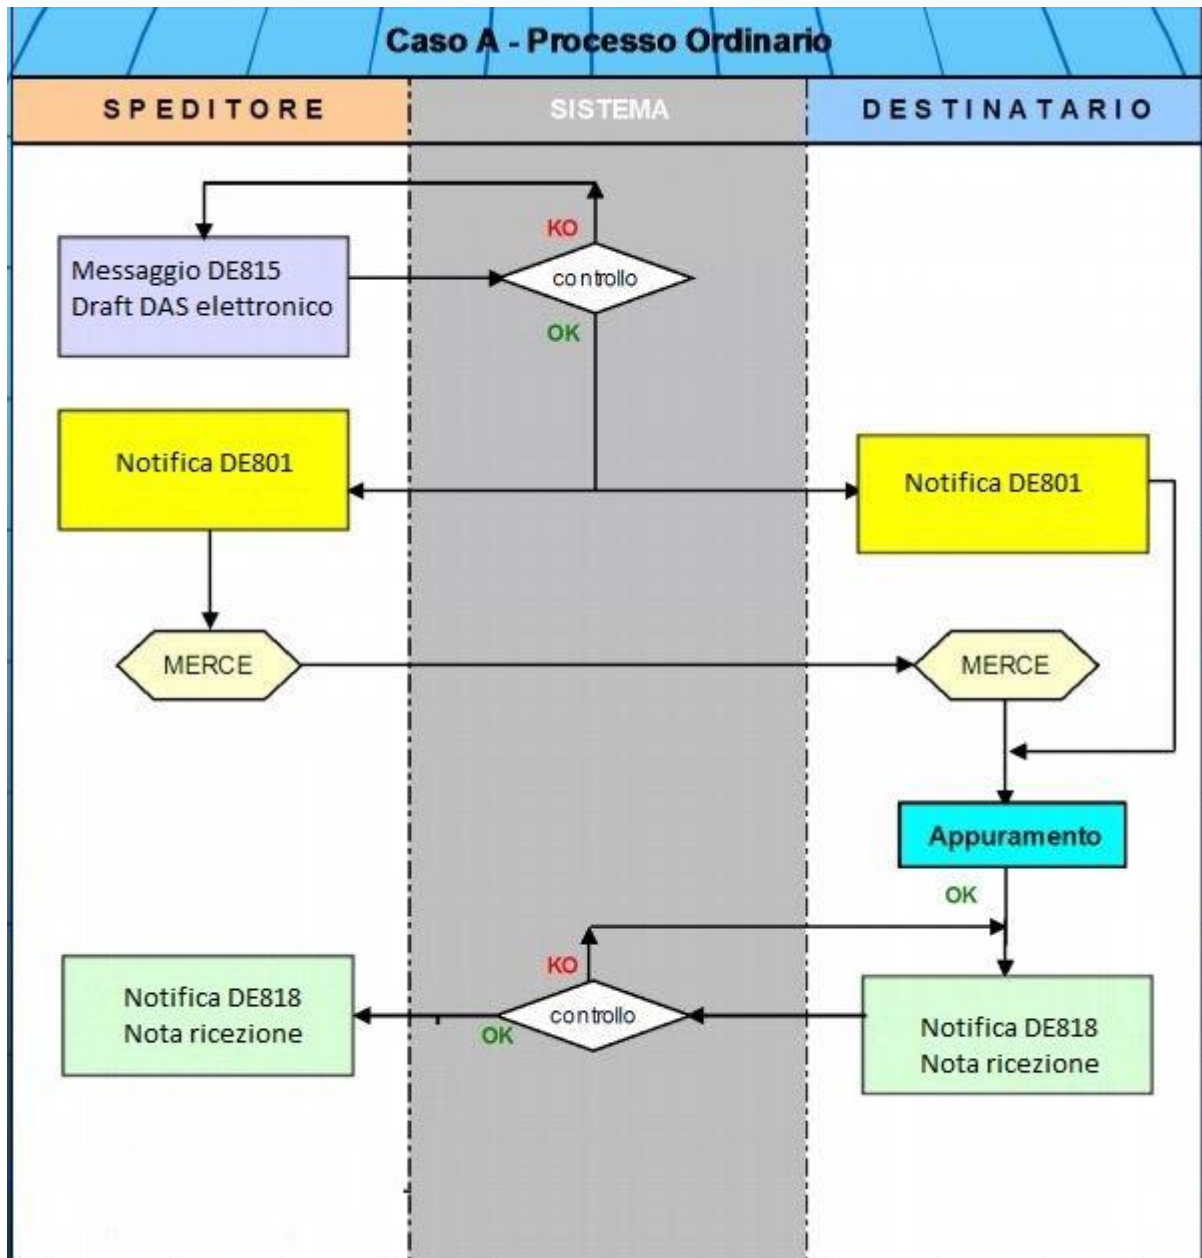 Caso A - Processo Ordinario
SPEDITORE
SISTEMA
DESTINATARIO
KO
Messaggio DE815
Draft DAS elettronico
controllo
OK
Notifica DE801
Notifica DE801
MERCE
MERCE
Appuramento
OK
KO
Notifica DE818
Nota ricezione
OK
controllo
Notifica DE818
Nota ricezione